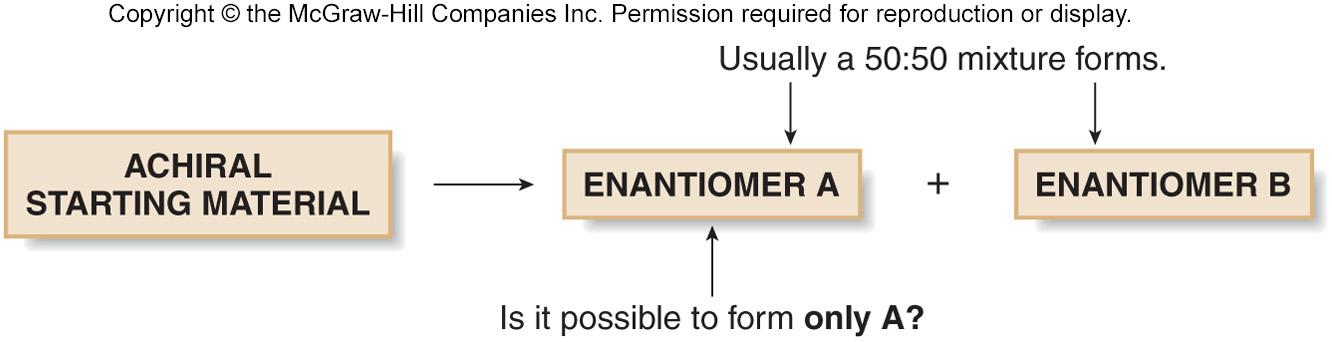 Copyright © the McGraw-Hill Companies Inc. Permission required for reproduction or display.
Usually a 50:50 mixture forms.
ACHIRAL
STARTING MATERIAL
ENANTIOMER A
+
ENANTIOMER B
Is it possible to form only A?